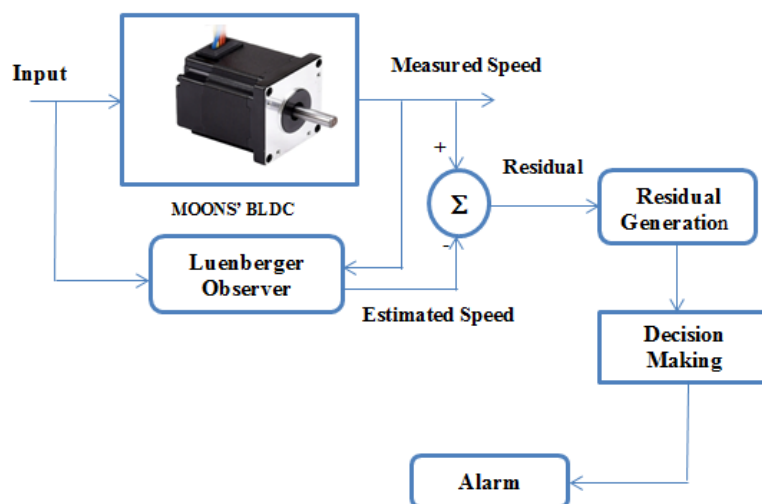 Input
Measured Speed
MOONS' BLDC
+
Σ
-
Residual
Residual
Generation
Luenberger
Observer
Estimated Speed
Decision
Making
Alarm